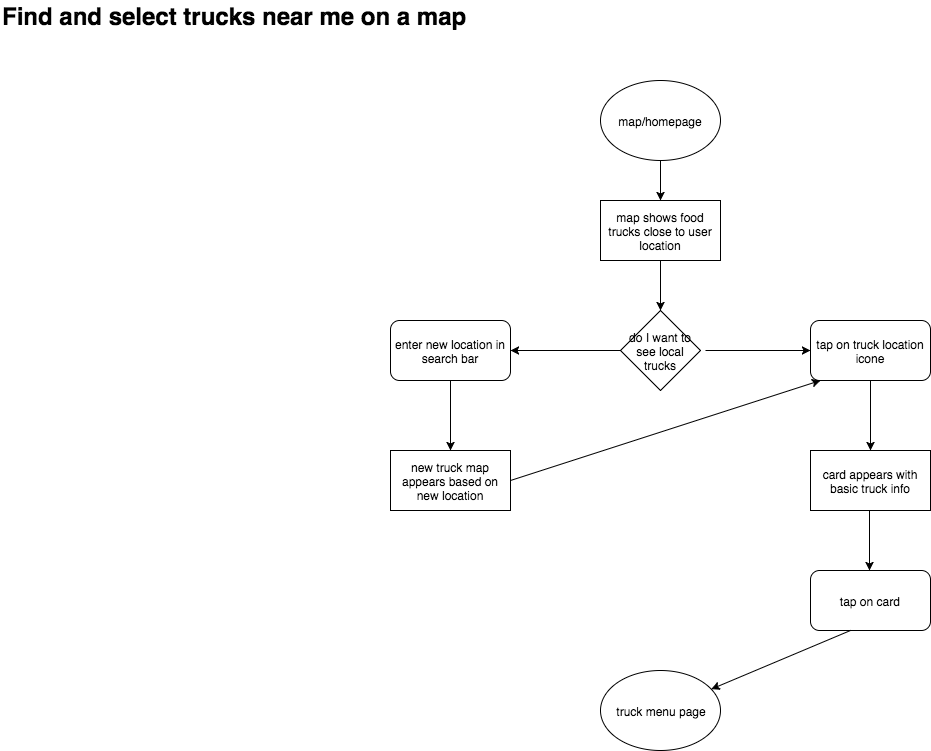 Find and select trucks near me on a map
map/homepage
map shows food
trucks close to user
location
do I want to
see local
trucks
enter new location in
search bar
tap on truck location
icone
new truck map
appears based on
new location
card appears with
basic truck info
tap on card
truck menu page